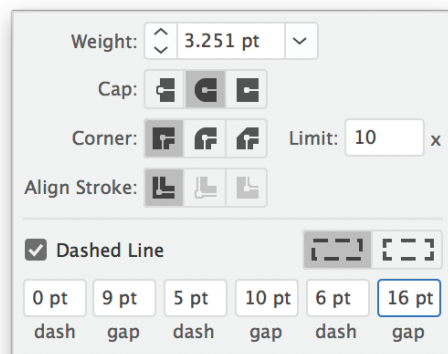 Weight: 3.251 pt
Cap:
Corner: Limit: 10 x
Align Stroke:
Dashed Line
0 pt 9 pt 5 pt 10 pt 6 pt 16 pt
dash gap dash gap dash gap